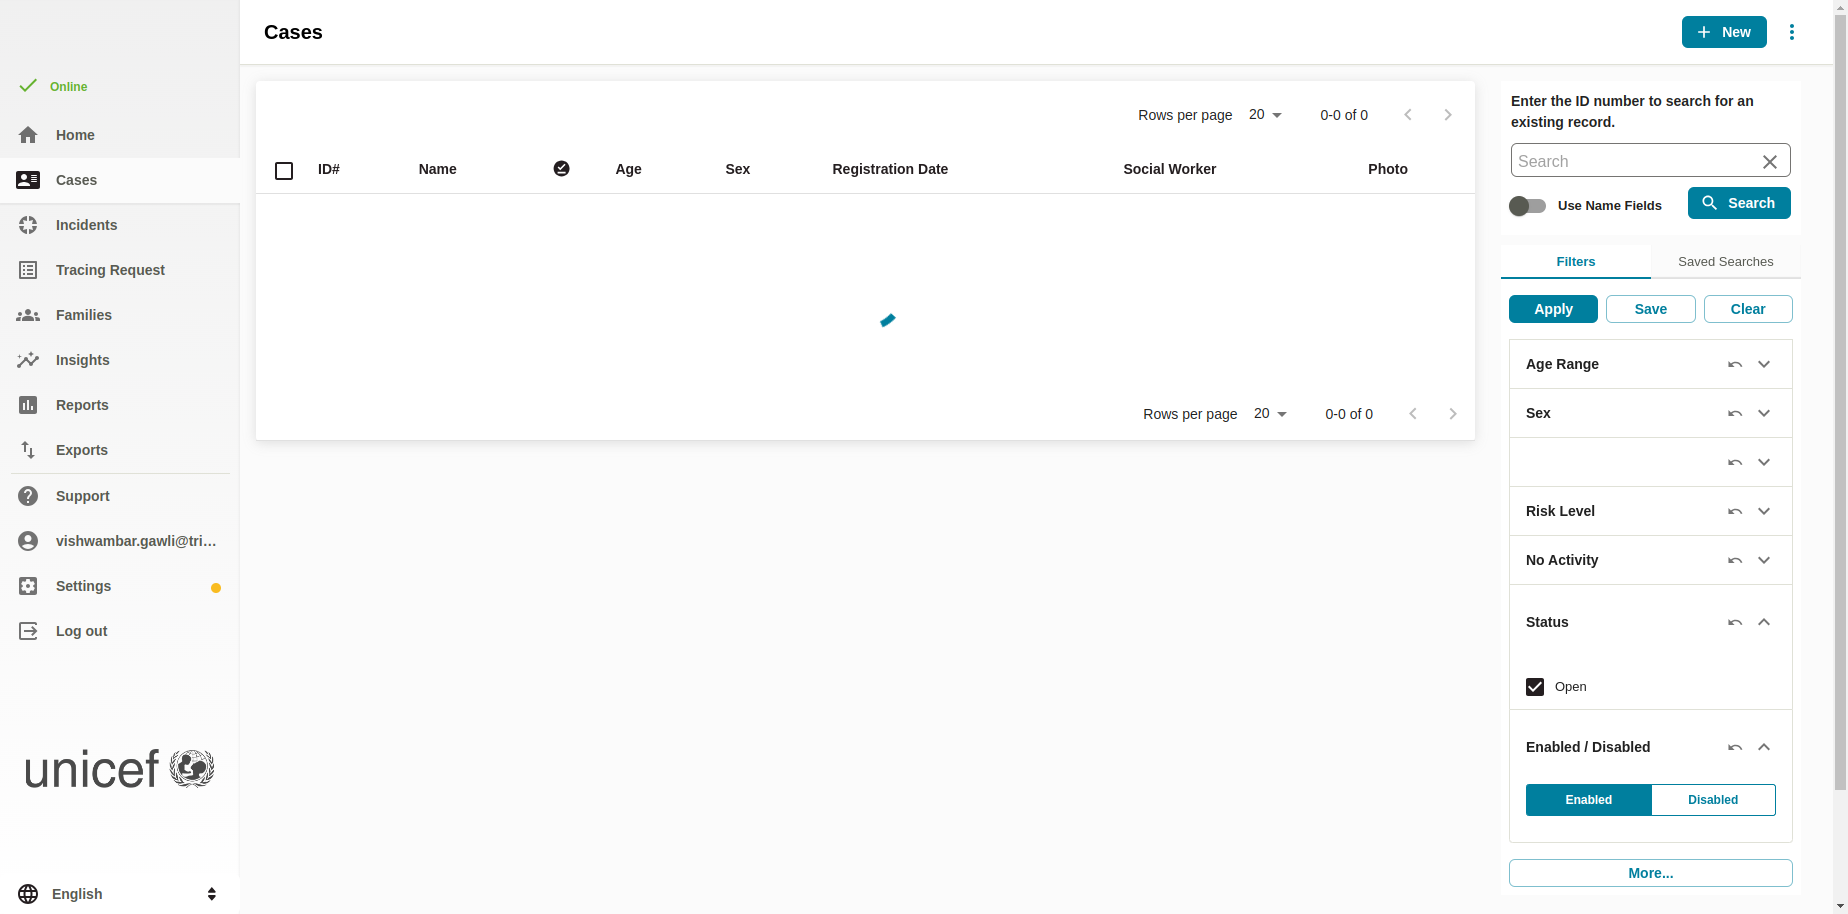 Online
Home
Cases
Incidents
Tracing Request
Families
Insights
Reports
Exports
Support
vishwambar.gawli@tri...
Settings
Log out
unicef
English
Cases
New
Rows per page 20 0-0 of 0
ID# Name Age Sex Registration Date Social Worker Photo
Rows per page 20 0-0 of 0
Enter the ID number to search for an
existing record.
Search
Use Name Fields
Search
Filters Saved Searches
Apply Save Clear
Age Range
Sex
Risk Level
No Activity
Status
Open
Enabled / Disabled
Enabled Disabled
More...